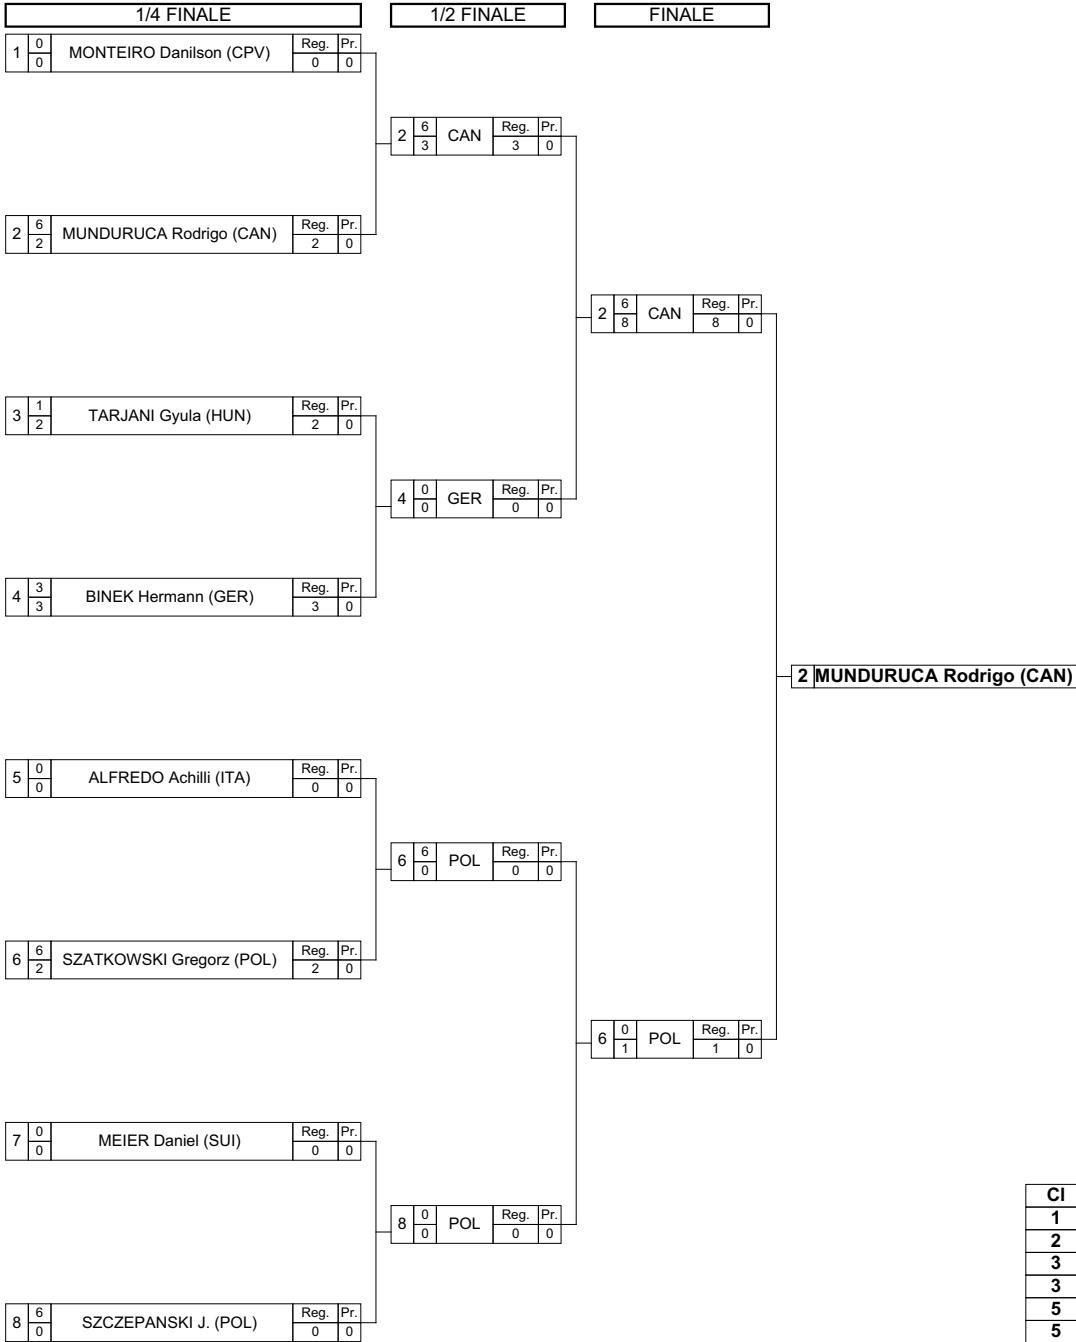 1/4 FINALE 1/2 FINALE FINALE
1 0 MONTEIRO Danilson (CPV) Reg. Pr.
0 0 0
2 6 CAN Reg. Pr.
3 3 0
2 6 MUNDURUCA Rodrigo (CAN) Reg. Pr.
2 2 0
2 6 CAN Reg. Pr.
8 8 0
3 1 TARJANI Gyula (HUN) Reg. Pr.
2 2 0
4 0 GER Reg. Pr.
0 0 0
4 3 BINEK Hermann (GER) Reg. Pr.
3 3 0
2 MUNDURUCA Rodrigo (CAN)
5 0 ALFREDO Achilli (ITA) Reg. Pr.
0 0 0
6 6 POL Reg. Pr.
0 0 0
6 6 SZATKOWSKI Gregorz (POL) Reg. Pr.
2 2 0
6 0 POL Reg. Pr.
1 1 0
7 0 MEIER Daniel (SUI) Reg. Pr.
0 0 0
8 0 POL Reg. Pr.
0 0 0
8 6 SZCZEPANSKI J. (POL) Reg. Pr.
0 0 0
Cl
1
2
3
3
5
5